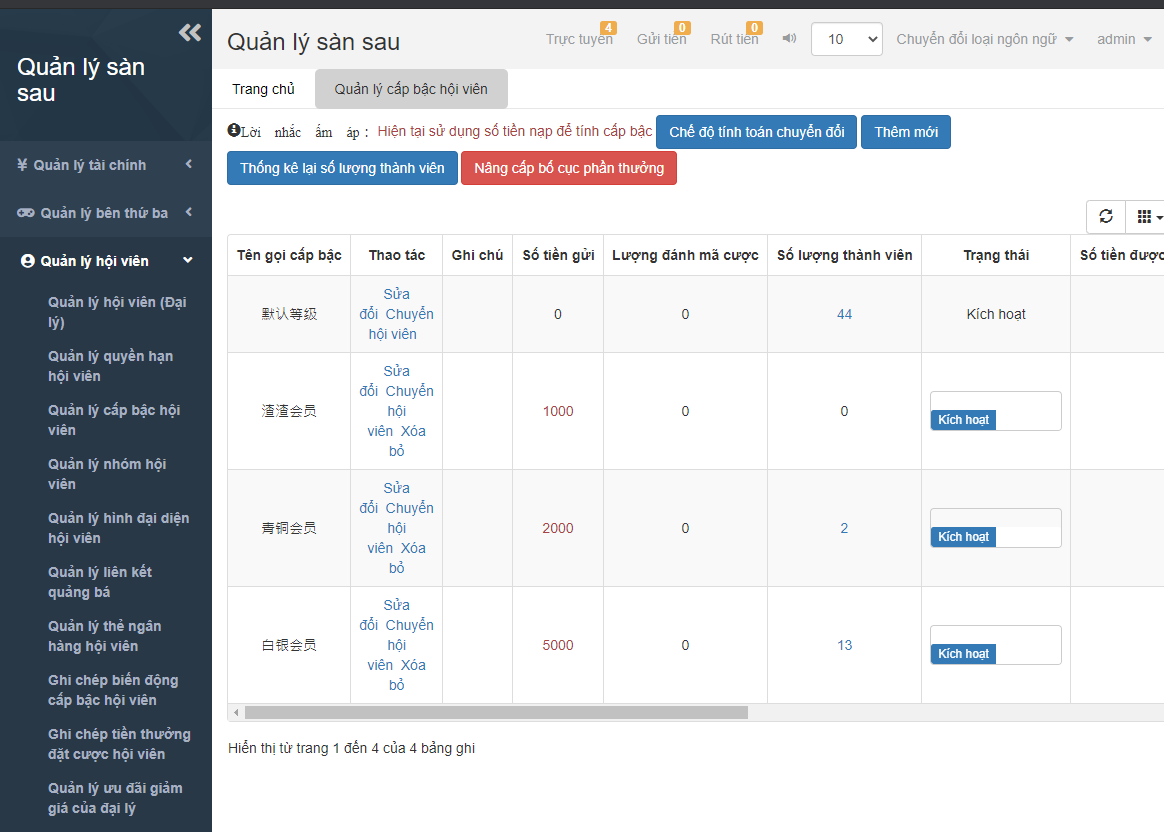 Quản lý sàn
sau
¥ Quản lý tài chính
Quản lý bên thứ ba
Quản lý hội viên
Quản lý hội viên (Đại
lý)
Quản lý quyền hạn
hội viên
Quản lý cấp bậc hội
viên
Quản lý nhóm hội
viên
Quản lý hình đại diện
hội viên
Quản lý liên kết
quảng bá
Quản lý thẻ ngân
hàng hội viên
Ghi chép biến động
cấp bậc hội viên
Ghi chép tiền thưởng
đặt cược hội viên
Quản lý ưu đãi giảm
giá của đại lý
Quản lý sàn sau
Trực tuyến 4 Gửi tiền 0 Rút tiền 0 10 Chuyển đổi loại ngôn ngữ admin
Trang chủ Quản lý cấp bậc hội viên
Lời nhắc ấm áp : Hiện tại sử dụng số tiền nạp để tính cấp bậc Chế độ tính toán chuyển đổi Thêm mới
Thống kê lại số lượng thành viên Nâng cấp bố cục phần thưởng
Tên gọi cấp bậc Thao tác Ghi chú Số tiền gửi Lượng đánh mã cược Số lượng thành viên Trạng thái Số tiền được
Sửa
默认等级 đổi Chuyển 0 0 44 Kích hoạt
hội viên
Sửa
đổi Chuyển
渣渣会员 hội 1000 0 0 Kích hoạt
viên Xóa
bỏ
Sửa
đổi Chuyển
青铜会员 hội 2000 0 2 Kích hoạt
viên Xóa
bỏ
Sửa
đổi Chuyển
白银会员 hội 5000 0 13 Kích hoạt
viên Xóa
bỏ
Hiển thị từ trang 1 đến 4 của 4 bảng ghi